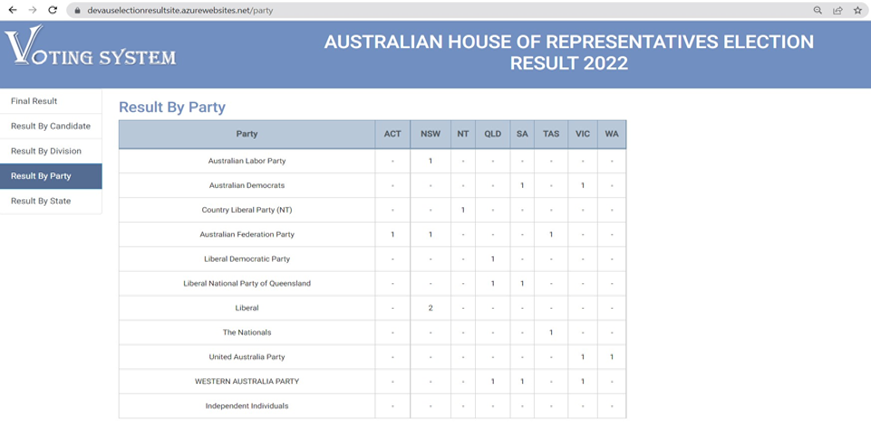 devauselectionresultsite.azurewebsites.net/party
VOTING SYSTEM
AUSTRALIAN HOUSE OF REPRESENTATIVES ELECTION
RESULT 2022
Final Result
Result By Candidate
Result By Division
Result By Party
Result By State
Result By Party
Party ACT NSW NT QLD SA TAS VIC WA
Australian Labor Party - 1 - - - - - -
Australian Democrats - - - - 1 - 1 -
Country Liberal Party (NT) - - 1 - - - - -
Australian Federation Party 1 1 - - - 1 - -
Liberal Democratic Party - - - 1 - - - -
Liberal National Party of Queensland - - - 1 1 - - -
Liberal - 2 - - - - - -
The Nationals - - - - - 1 - -
United Australia Party - - - - - - 1 1
WESTERN AUSTRALIA PARTY - - - 1 1 - 1 -
Independent Individuals - - - - - - - -